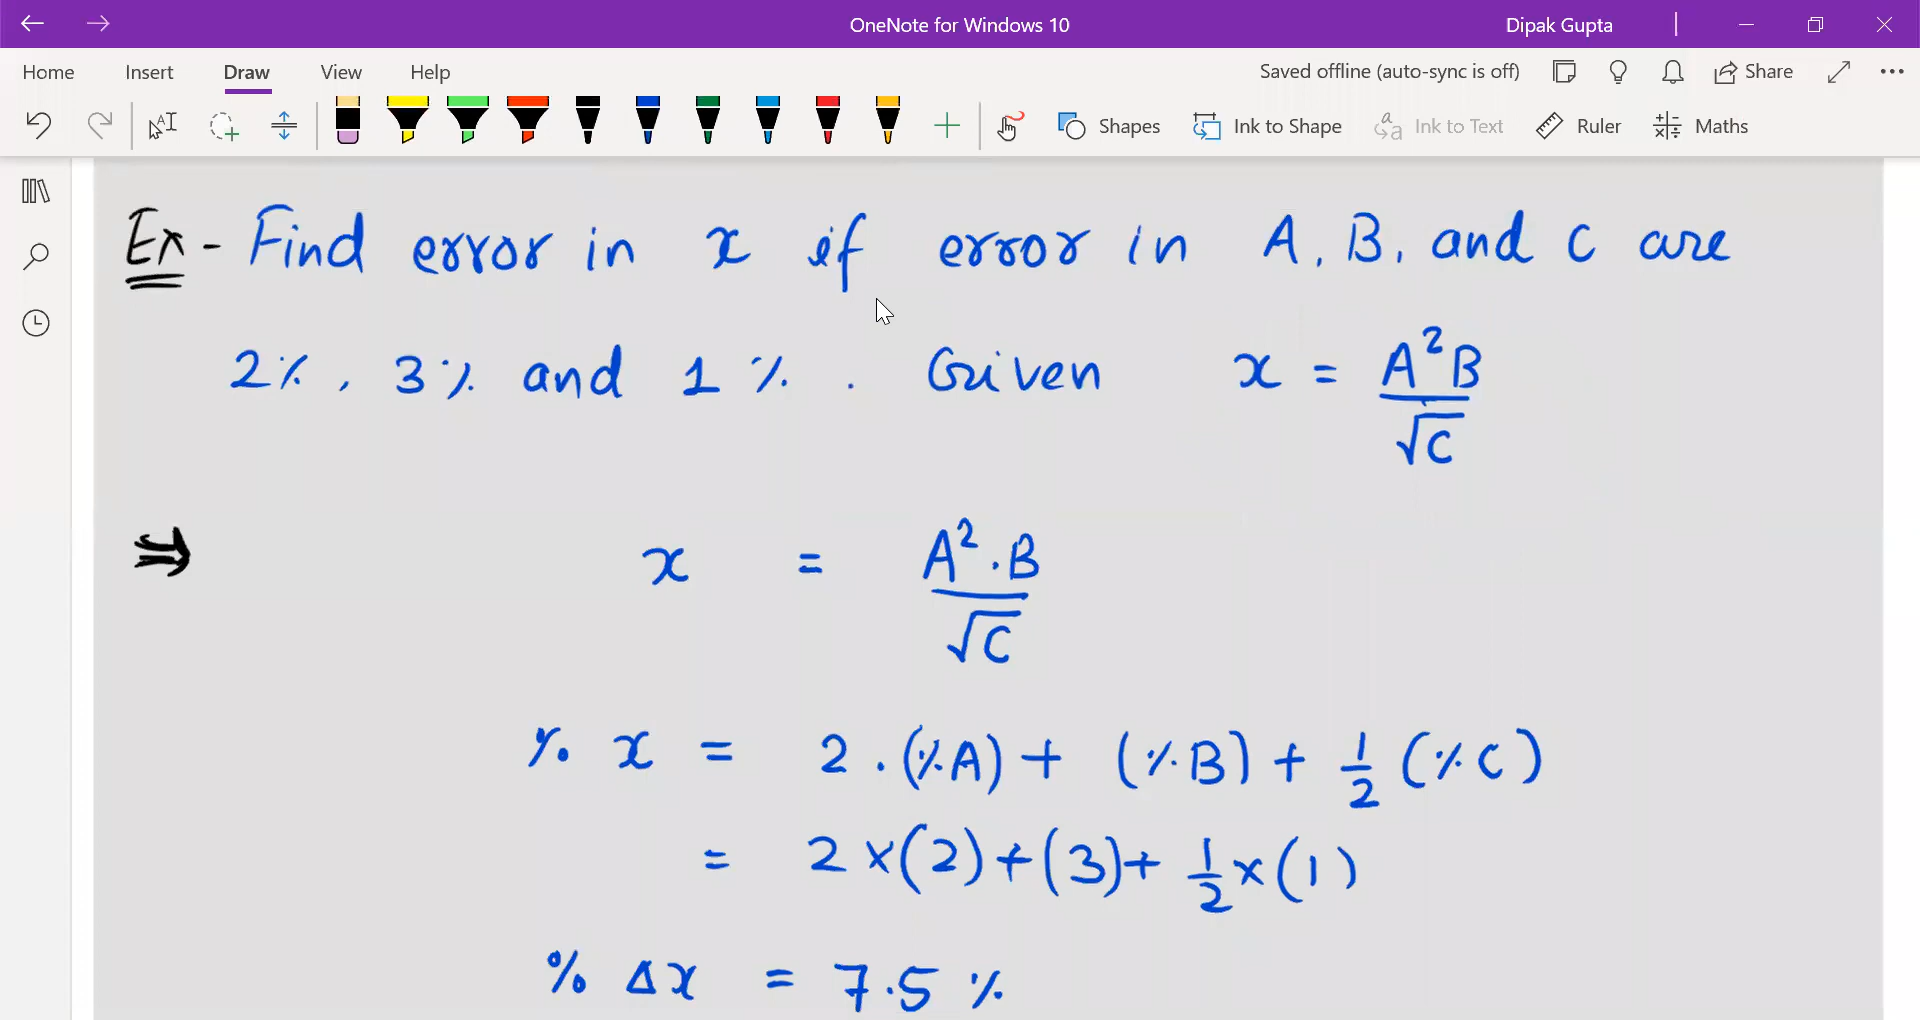 OneNote for Windows 10 Dipak Gupta
Home Insert Draw View Help Saved offline (auto-sync is off) Share
Shapes Ink to Shape Ink to Text Ruler Maths
Ex - Find error in x if error in A, B, and C are
2%, 3% and 1%. Given x = A²B/√C
⇒ x = A².B/√C
% x = 2.(%A) + (%B) + 1/2 (%C)
= 2×(2)+(3)+ 1/2×(1)
% Δx = 7.5 %